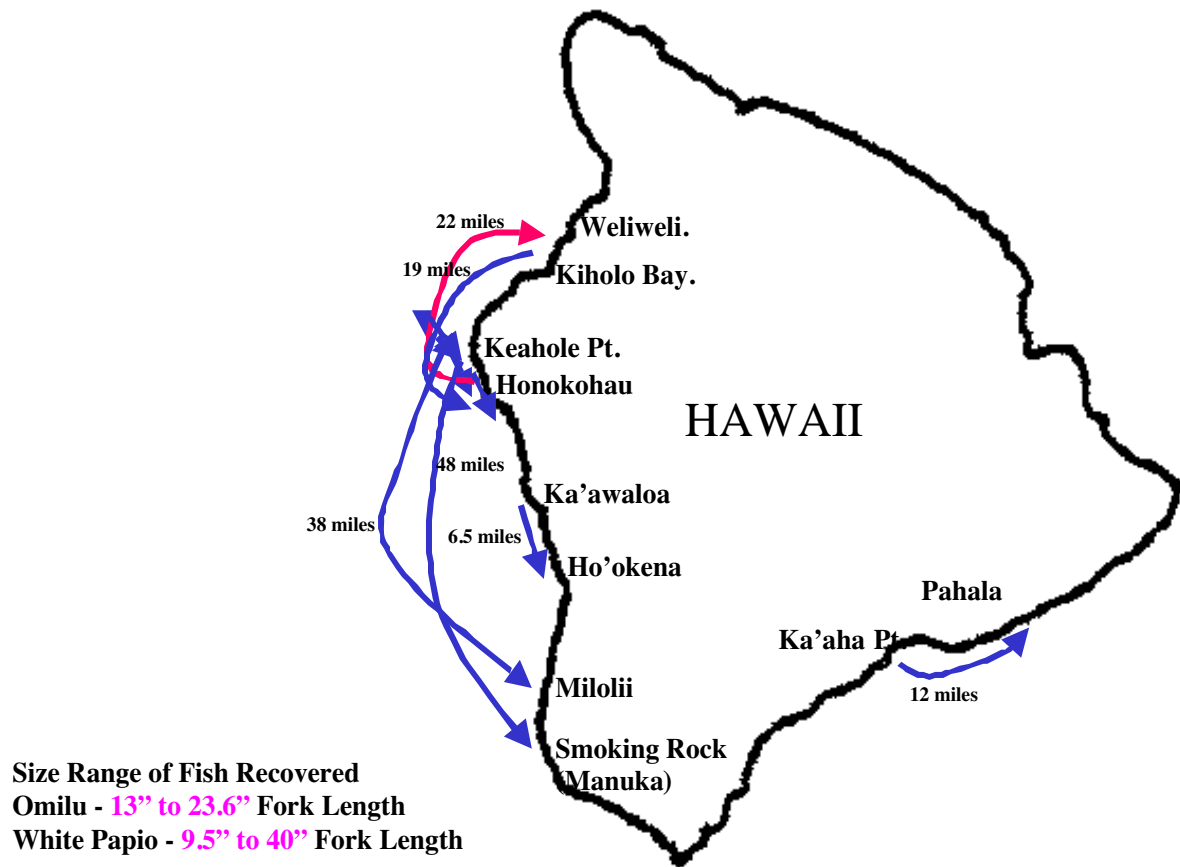 22 miles
Weliweli.
19 miles
Kiholo Bay.
Keahole Pt.
Honokohau
HAWAII
48 miles
Ka’awaloa
38 miles
6.5 miles
Ho’okena
Pahala
Ka’aha Pt
12 miles
Milolii
Smoking Rock
(Manuka)
Size Range of Fish Recovered
Omilu - 13” to 23.6” Fork Length
White Papio - 9.5” to 40” Fork Length